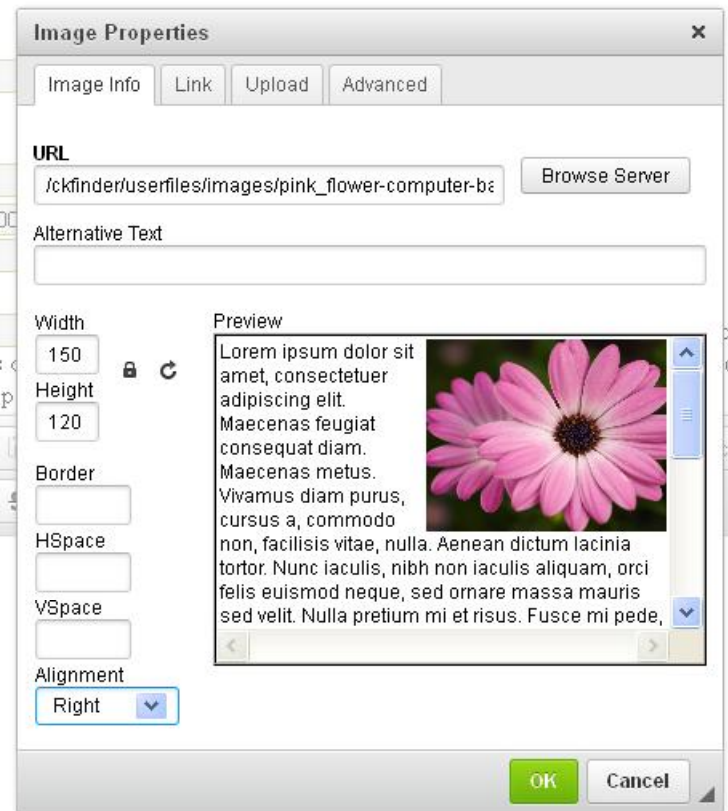 Image Properties
Image Info Link Upload Advanced
URL
/ckfinder/userfiles/images/pink_flower-computer-ba
Browse Server
Alternative Text
Width
150
Height
120
Border
HSpace
VSpace
Alignment
Right
Preview
Lorem ipsum dolor sit
amet, consectetuer
adipiscing elit.
Maecenas feugiat
consequat diam.
Maecenas metus.
Vivamus diam purus,
cursus a, commodo
non, facilisis vitae, nulla. Aenean dictum lacinia
tortor. Nunc iaculis, nibh non iaculis aliquam, orci
felis euismod neque, sed ornare massa mauris
sed velit. Nulla pretium mi et risus. Fusce mi pede,
OK Cancel